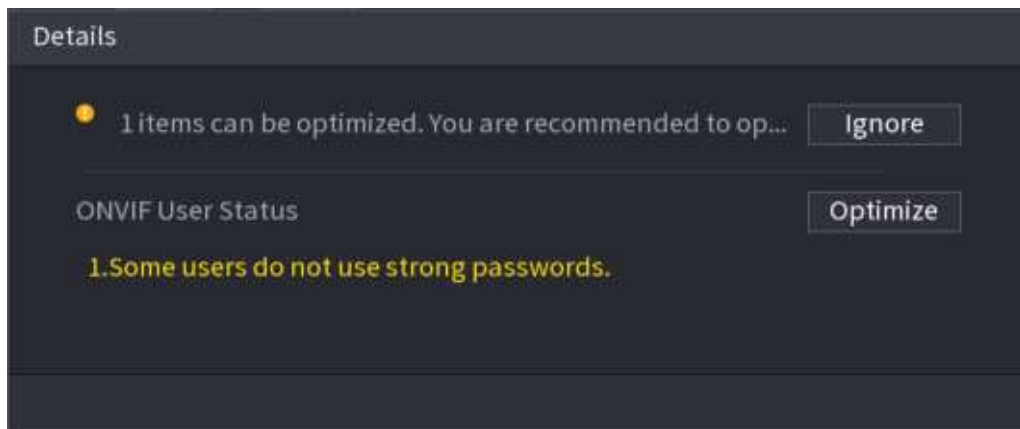 Details
1 items can be optimized. You are recommended to op... Ignore
ONVIF User Status Optimize
1.Some users do not use strong passwords.